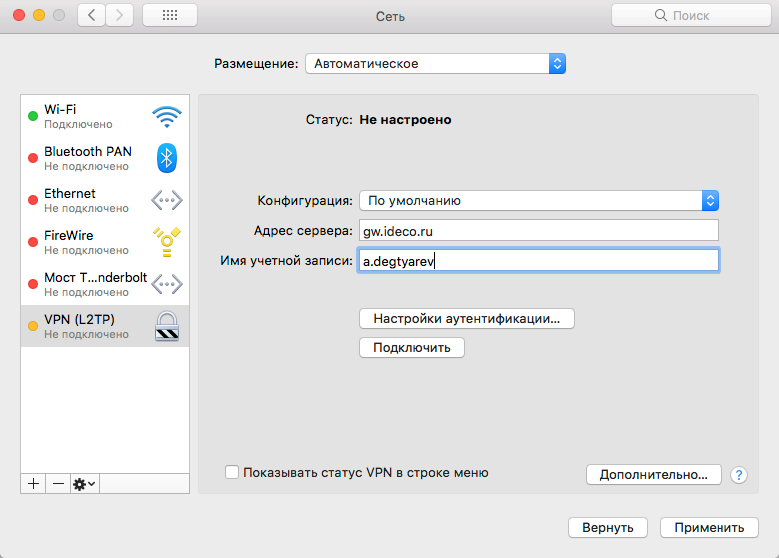 Сеть
Поиск
Размещение: Автоматическое
Wi-Fi
Подключено
Bluetooth PAN
Не подключено
Ethernet
Не подключено
FireWire
Не подключено
Мост T...nderbolt
Не подключено
VPN (L2TP)
Не подключено
Статус: Не настроено
Конфигурация: По умолчанию
Адрес сервера: gw.ideco.ru
Имя учетной записи: a.degtyarev
Настройки аутентификации...
Подключить
Показывать статус VPN в строке меню
Дополнительно...
?
Вернуть
Применить